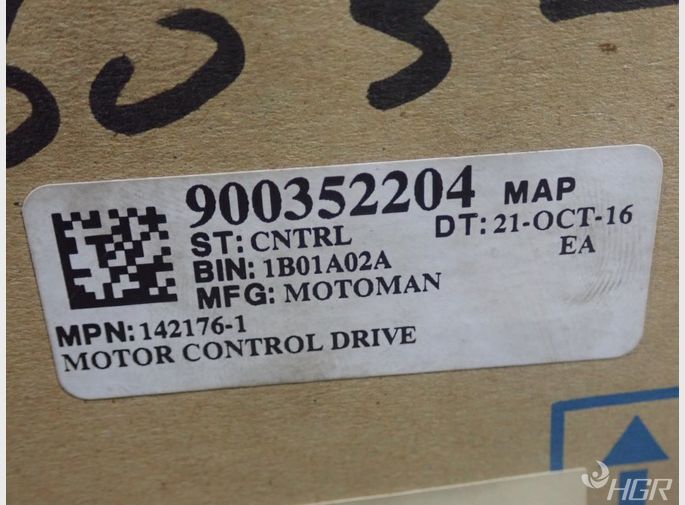 900352204 MAP
ST: CNTRL DT: 21-OCT-16
BIN: 1B01A02A EA
MFG: MOTOMAN
MPN: 142176-1
MOTOR CONTROL DRIVE
HGR